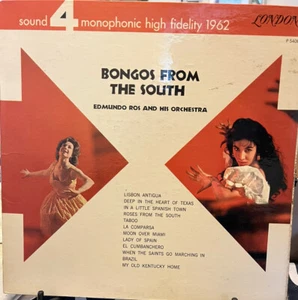 sound 4 monophonic high fidelity 1962 LONDON
BONGOS FROM
THE SOUTH
EDMUNDO ROS AND HIS ORCHESTRA
LISBON ANTIGUA
DEEP IN THE HEART OF TEXAS
IN A LITTLE SPANISH TOWN
ROSES FROM THE SOUTH
TABOO
LA COMPARSA
MOON OVER MIAMI
LADY OF SPAIN
EL CUMBANCHERO
WHEN THE SAINTS GO MARCHING IN
BRAZIL
MY OLD KENTUCKY HOME